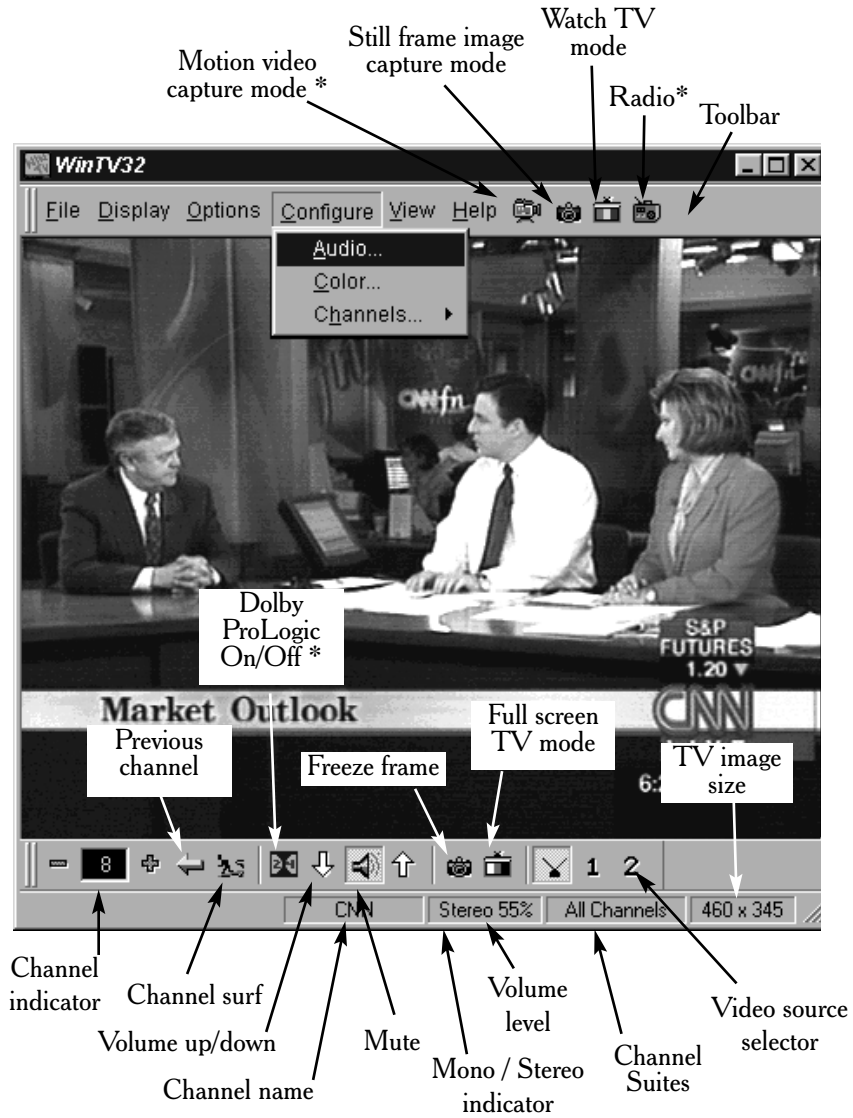 Motion video
capture mode *
Still frame image
capture mode
Watch TV
mode
Radio*
Toolbar
WinTV32
File Display Options Configure View Help
Audio...
Color...
Channels...
CNNfn
CNNfn
S&P
FUTURES
1.20 ▼
Market Outlook
CNN
Dolby
ProLogic
On/Off *
Previous
channel
Freeze frame
Full screen
TV mode
TV image
size
6:
8
1 2
CNN Stereo 55% All Channels 460 x 345
Channel
indicator
Channel surf
Volume up/down
Channel name
Mute
Volume
level
Mono / Stereo
indicator
Channel
Suites
Video source
selector